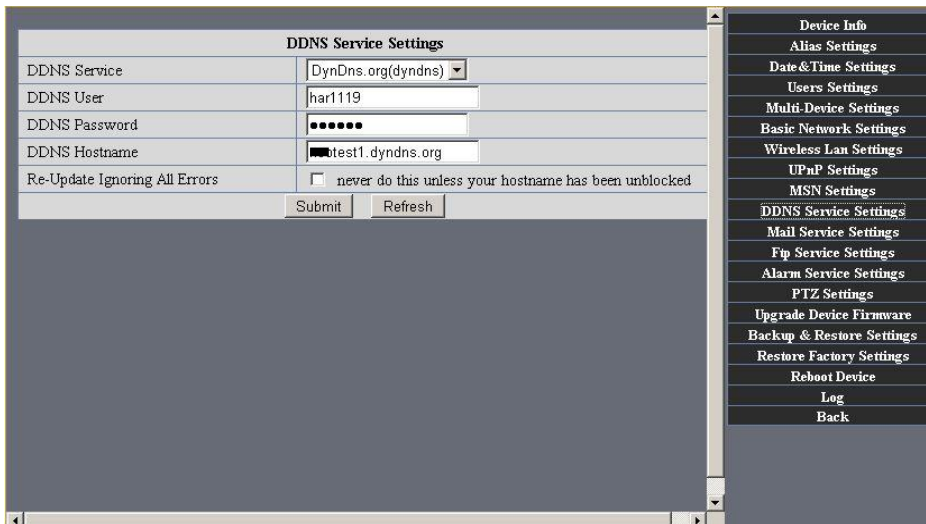 DDNS Service Settings
DDNS Service DynDns.org(dyndns)
DDNS User har1119
DDNS Password ●●●●●●
DDNS Hostname test1.dyndns.org
Re-Update Ignoring All Errors never do this unless your hostname has been unblocked
Submit Refresh
Device Info
Alias Settings
Date&Time Settings
Users Settings
Multi-Device Settings
Basic Network Settings
Wireless Lan Settings
UPnP Settings
MSN Settings
DDNS Service Settings
Mail Service Settings
Ftp Service Settings
Alarm Service Settings
PTZ Settings
Upgrade Device Firmware
Backup & Restore Settings
Restore Factory Settings
Reboot Device
Log
Back